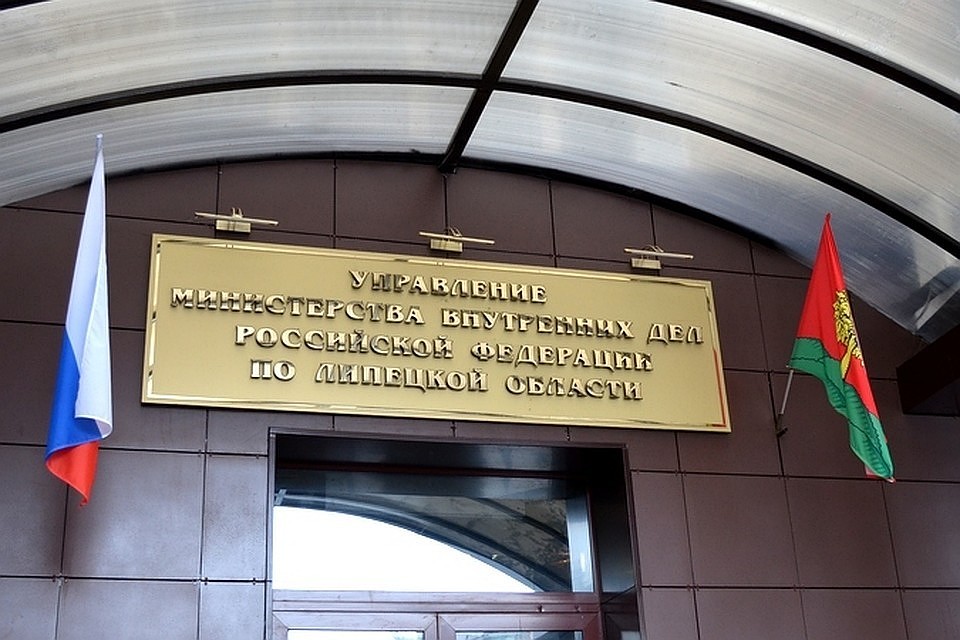 УПРАВЛЕНИЕ
МИНИСТЕРСТВА ВНУТРЕННИХ ДЕЛ
РОССИЙСКОЙ ФЕДЕРАЦИИ
ПО ЛИПЕЦКОЙ ОБЛАСТИ